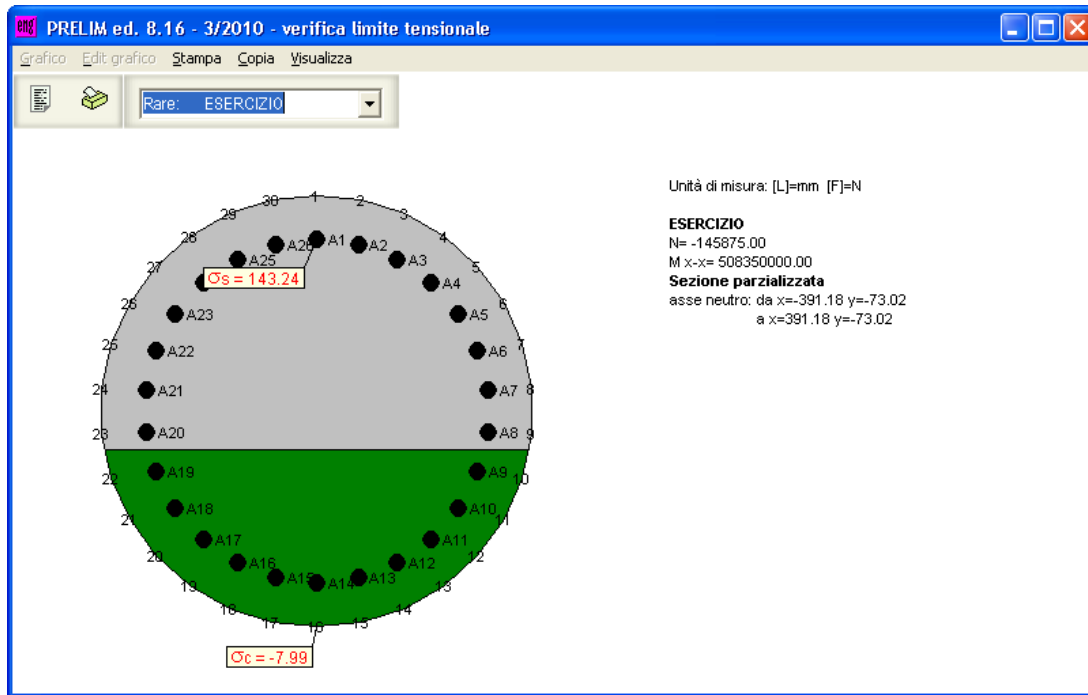 PRELIM ed. 8.16 - 3/2010 - verifica limite tensionale
Grafico Edit grafico Stampa Copia Visualizza
Rare: ESERCIZIO
Unità di misura: [L]=mm [F]=N
ESERCIZIO
N= -145875.00
M x-x= 508350000.00
Sezione parzializzata
asse neutro: da x=-391.18 y=-73.02
a x=391.18 y=-73.02
30 1 2
29 3
28 A26 A1 A2 4
A25 A3
27 σs = 143.24 A4 5
26 A23 A5 6
25 A22 A6 7
24 A21 A7 8
23 A20 A8 9
22 A19 A9 10
21 A18 A10 11
20 A17 A11 12
19 A16 A12 13
A15 A14 A13
18 14
17 16 15
σc = -7.99